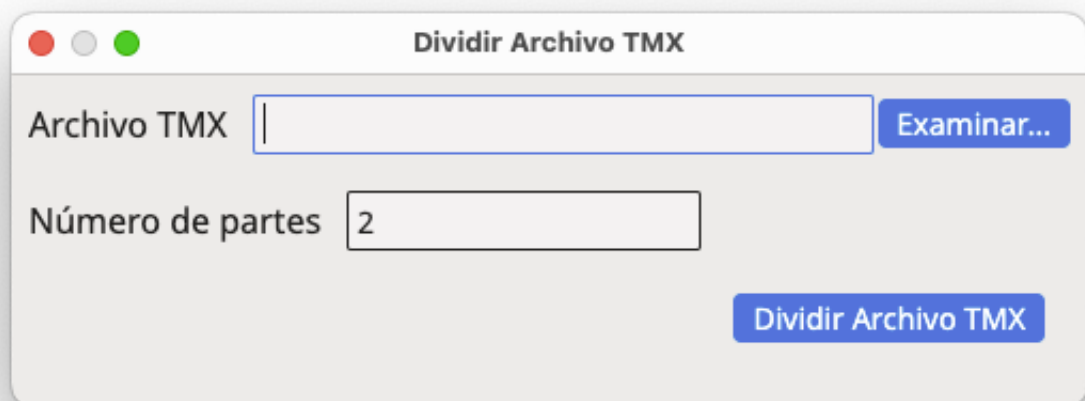 Dividir Archivo TMX
Archivo TMX Examinar...
Número de partes 2
Dividir Archivo TMX